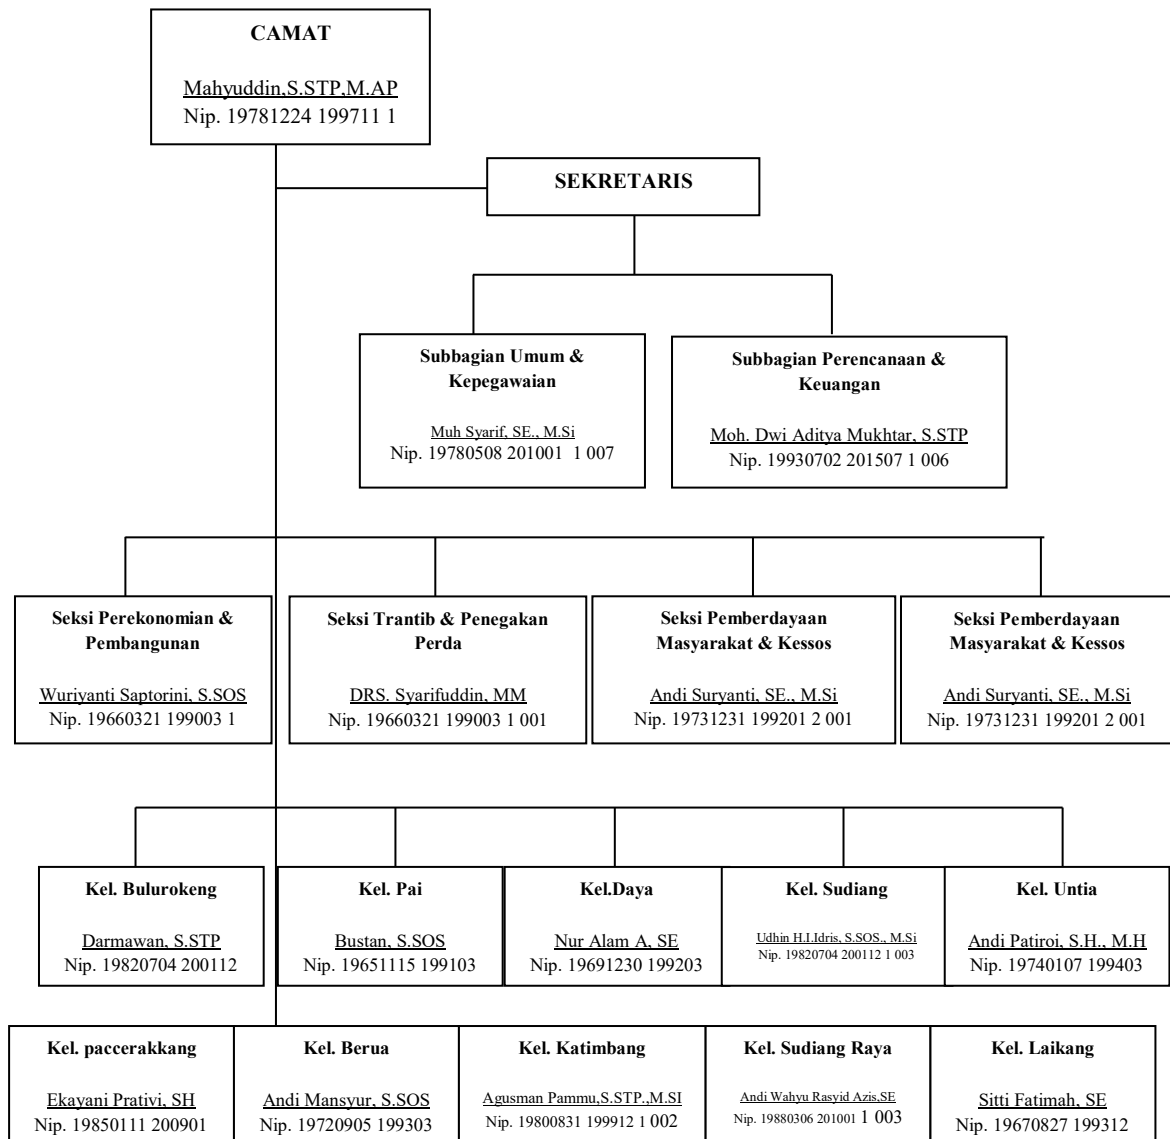 CAMAT
Mahyuddin,S.STP,M.AP
Nip. 19781224 199711 1
SEKRETARIS
Subbagian Umum &
Kepegawaian
Muh Syarif, SE., M.Si
Nip. 19780508 201001 1 007
Subbagian Perencanaan &
Keuangan
Moh. Dwi Aditya Mukhtar, S.STP
Nip. 19930702 201507 1 006
Seksi Perekonomian &
Pembangunan
Wuriyanti Saptorini, S.SOS
Nip. 19660321 199003 1
Seksi Trantib & Penegakan
Perda
DRS. Syarifuddin, MM
Nip. 19660321 199003 1 001
Seksi Pemberdayaan
Masyarakat & Kessos
Andi Suryanti, SE., M.Si
Nip. 19731231 199201 2 001
Seksi Pemberdayaan
Masyarakat & Kessos
Andi Suryanti, SE., M.Si
Nip. 19731231 199201 2 001
Kel. Bulurokeng
Darmawan, S.STP
Nip. 19820704 200112
Kel. Pai
Bustan, S.SOS
Nip. 19651115 199103
Kel.Daya
Nur Alam A, SE
Nip. 19691230 199203
Kel. Sudiang
Udhin H.I.Idris, S.SOS., M.Si
Nip. 19820704 200112 1 003
Kel. Untia
Andi Patiroi, S.H., M.H
Nip. 19740107 199403
Kel. paccerakkang
Ekayani Prativi, SH
Nip. 19850111 200901
Kel. Berua
Andi Mansyur, S.SOS
Nip. 19720905 199303
Kel. Katimbang
Agusman Pammu,S.STP.,M.SI
Nip. 19800831 199912 1 002
Kel. Sudiang Raya
Andi Wahyu Rasyid Azis,SE
Nip. 19880306 201001 1 003
Kel. Laikang
Sitti Fatimah, SE
Nip. 19670827 199312